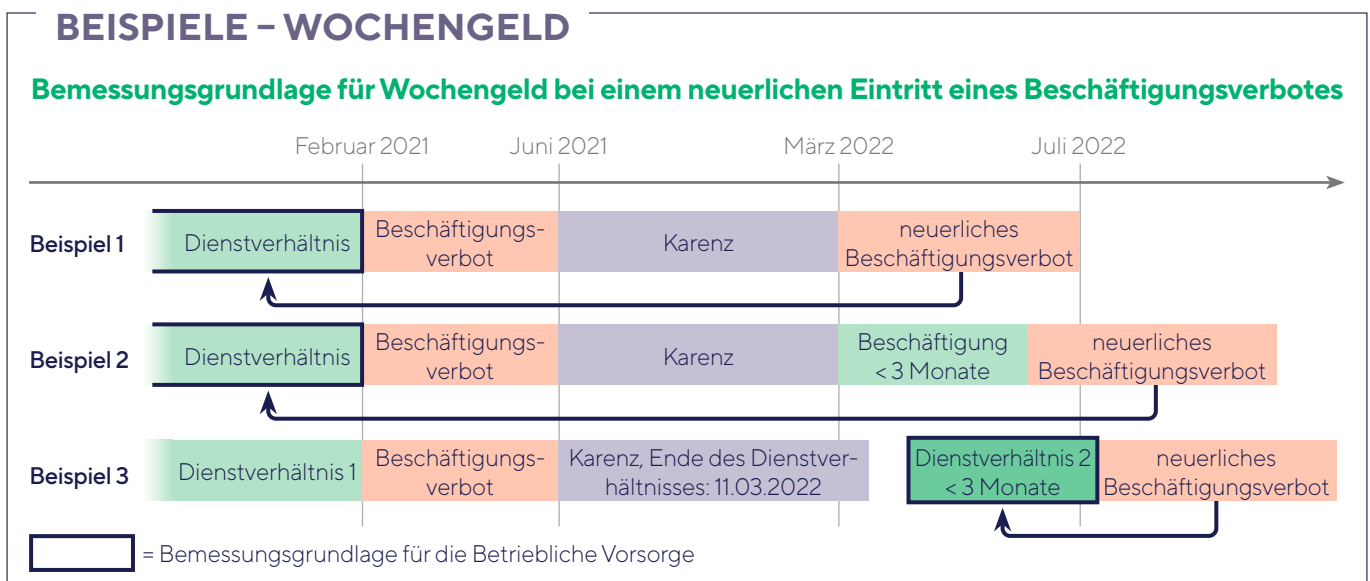 BEISPIELE – WOCHENGELD
Bemessungsgrundlage für Wochengeld bei einem neuerlichen Eintritt eines Beschäftigungsverbotes
Februar 2021
Juni 2021
März 2022
Juli 2022
Beispiel 1
Dienstverhältnis
Beschäftigungs-
verbot
Karenz
neuerliches
Beschäftigungsverbot
Beispiel 2
Dienstverhältnis
Beschäftigungs-
verbot
Karenz
Beschäftigung
< 3 Monate
neuerliches
Beschäftigungsverbot
Beispiel 3
Dienstverhältnis 1
Beschäftigungs-
verbot
Karenz, Ende des Dienstver-
hältnisses: 11.03.2022
Dienstverhältnis 2
< 3 Monate
neuerliches
Beschäftigungsverbot
= Bemessungsgrundlage für die Betriebliche Vorsorge